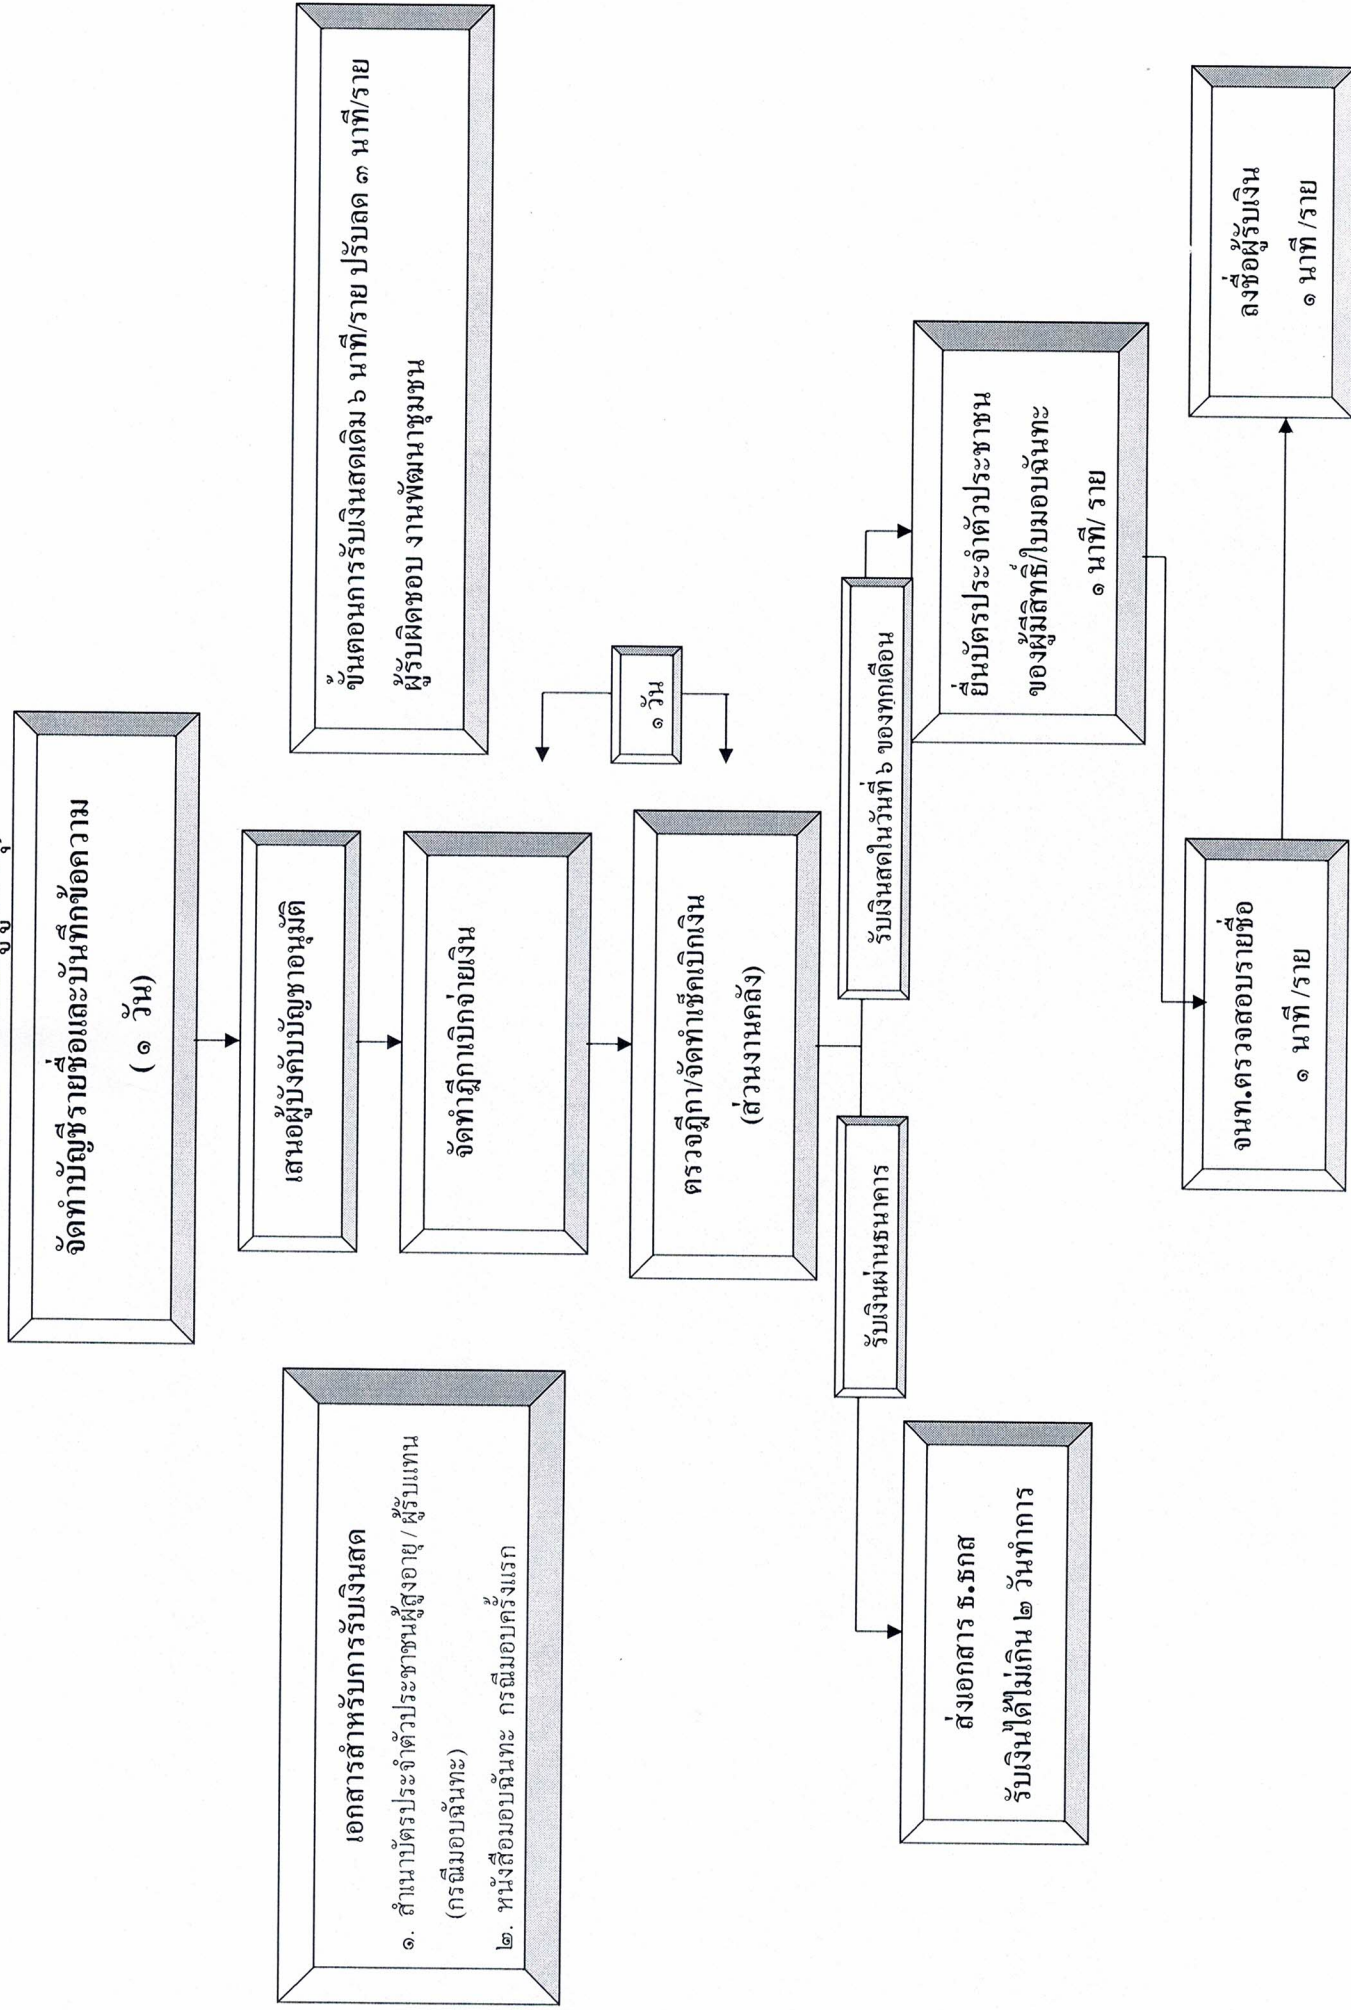 จัดทำบัญชีรายชื่อและบันทึกข้อความ
( ๑ วัน)
เสนอผู้บังคับบัญชาอนุมัติ
จัดทำฎีกาเบิกจ่ายเงิน
ตรวจฎีกา/จัดทำเช็คเบิกเงิน
(ส่วนงานคลัง)
เอกสารสำหรับการรับเงินสด
๑. สำเนาบัตรประจำตัวประชาชนผู้สูงอายุ / ผู้รับแทน
(กรณีมอบฉันทะ)
๒. หนังสือมอบฉันทะ กรณีมอบครั้งแรก
ขั้นตอนการรับเงินสดเดิม ๖ นาที/ราย ปรับลด ๓ นาที/ราย
ผู้รับผิดชอบ งานพัฒนาชุมชน
๑ วัน
รับเงินผ่านธนาคาร
รับเงินสดในวันที่ ๖ ของทุกเดือน
ส่งเอกสาร ธ.ธกส
รับเงินได้ไม่เกิน ๒ วันทำการ
ยื่นบัตรประจำตัวประชาชน
ของผู้มีสิทธิ์/ใบมอบฉันทะ
๑ นาที/ ราย
จนท.ตรวจสอบรายชื่อ
๑ นาที /ราย
ลงชื่อผู้รับเงิน
๑ นาที /ราย